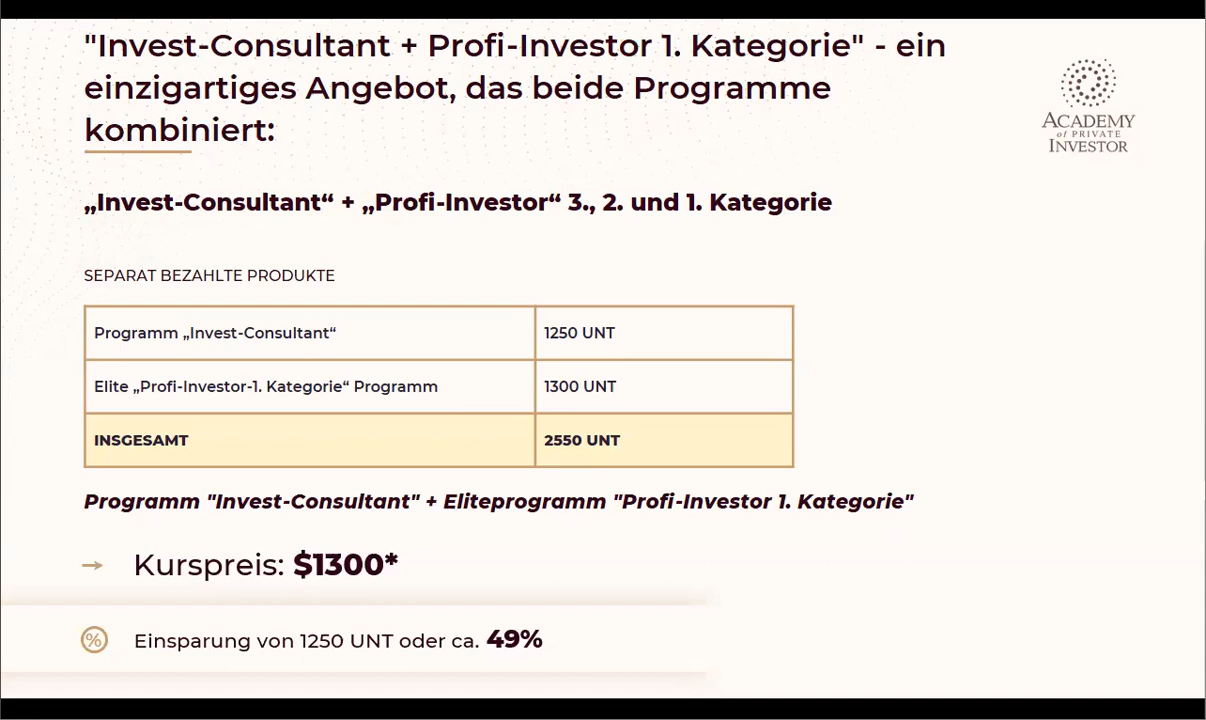 "Invest-Consultant + Profi-Investor 1. Kategorie" - ein
einzigartiges Angebot, das beide Programme
kombiniert:
ACADEMY
of PRIVATE
INVESTOR
„Invest-Consultant“ + „Profi-Investor“ 3., 2. und 1. Kategorie
SEPARAT BEZAHLTE PRODUKTE
Programm „Invest-Consultant“ 1250 UNT
Elite „Profi-Investor-1. Kategorie“ Programm 1300 UNT
INSGESAMT 2550 UNT
Programm "Invest-Consultant" + Eliteprogramm "Profi-Investor 1. Kategorie"
→ Kurspreis: $1300*
% Einsparung von 1250 UNT oder ca. 49%